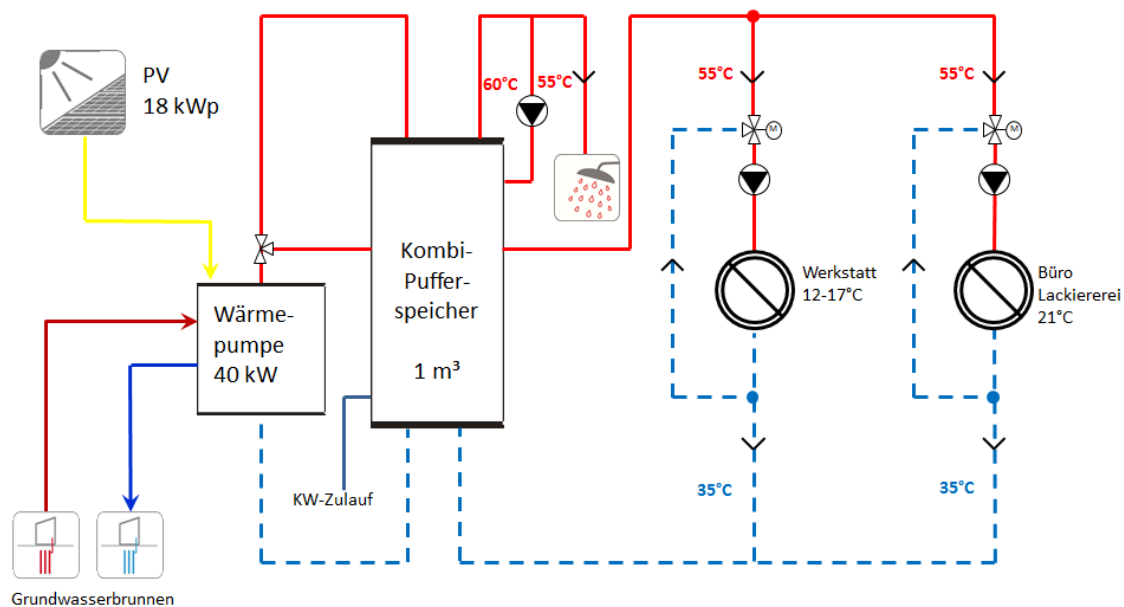 PV
18 kWp
60°C
55°C
55°C
55°C
M
M
Wärme-
pumpe
40 kW
Kombi-
Puffer-
speicher
1 m³
Werkstatt
12-17°C
Büro
Lackiererei
21°C
KW-Zulauf
35°C
35°C
Grundwasserbrunnen